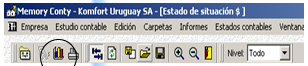 Memory Conty - Komfort Uruguay SA - [Estado de situación $ ]
Empresa Estudio contable Edición Carpetas Informes Estados contables Ventana
Nivel: Todo